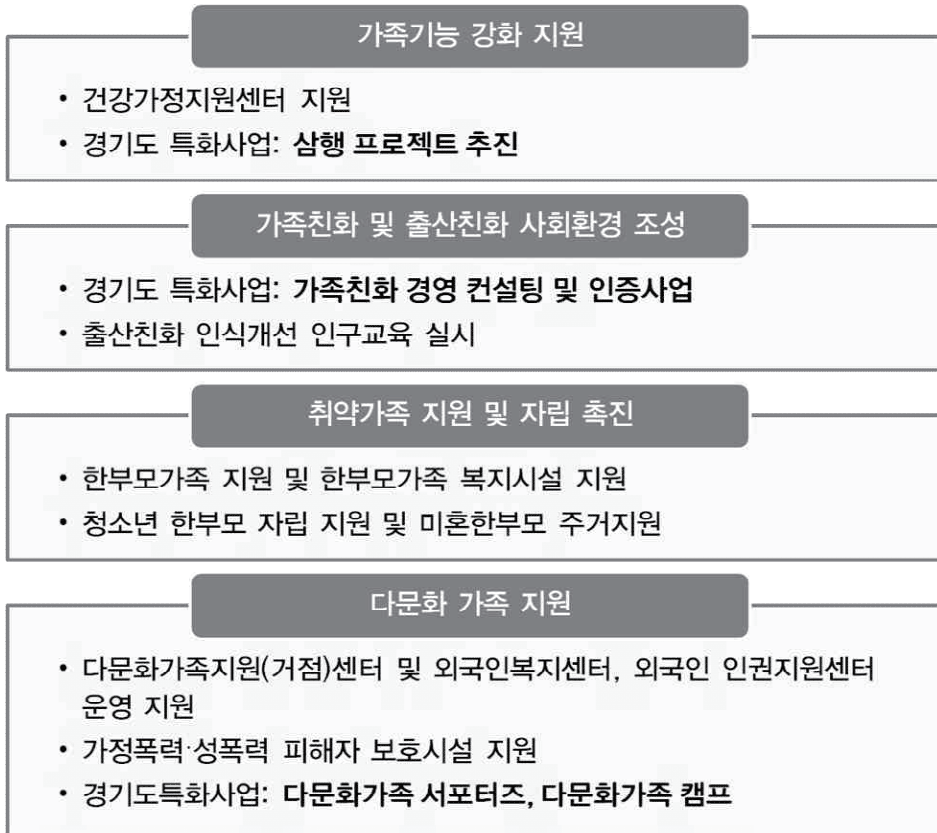 가족기능 강화 지원
• 건강가정지원센터 지원
• 경기도 특화사업: 삼행 프로젝트 추진
가족친화 및 출산친화 사회환경 조성
• 경기도 특화사업: 가족친화 경영 컨설팅 및 인증사업
• 출산친화 인식개선 인구교육 실시
취약가족 지원 및 자립 촉진
• 한부모가족 지원 및 한부모가족 복지시설 지원
• 청소년 한부모 자립 지원 및 미혼한부모 주거지원
다문화 가족 지원
• 다문화가족지원(거점)센터 및 외국인복지센터, 외국인 인권지원센터
운영 지원
• 가정폭력·성폭력 피해자 보호시설 지원
• 경기도특화사업: 다문화가족 서포터즈, 다문화가족 캠프